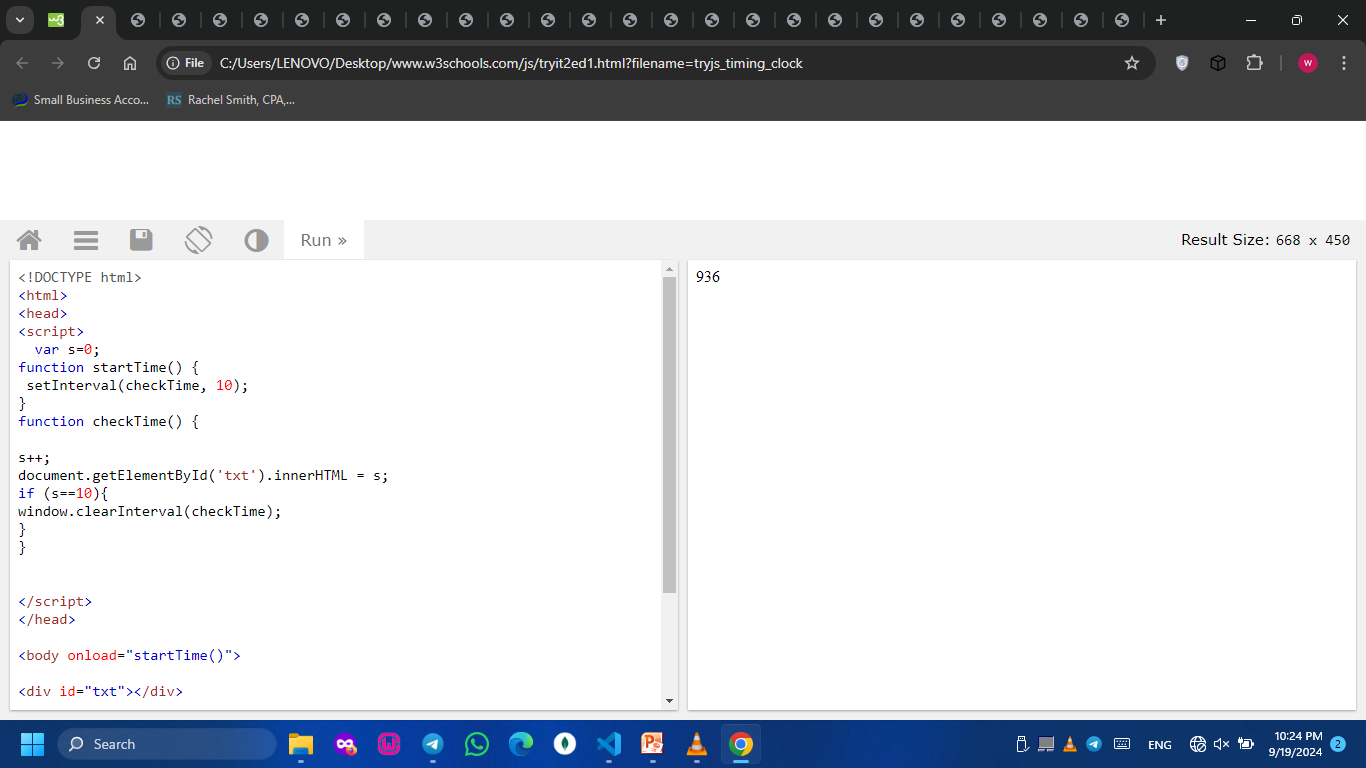 File
C:/Users/LENOVO/Desktop/www.w3schools.com/js/tryit2ed1.html?filename=tryjs_timing_clock
w
Small Business Acco...
RS Rachel Smith, CPA,...
Run »
Result Size: 668 x 450
<!DOCTYPE html>
<html>
<head>
<script>
var s=0;
function startTime() {
setInterval(checkTime, 10);
}
function checkTime() {
s++;
document.getElementById('txt').innerHTML = s;
if (s==10){
window.clearInterval(checkTime);
}
}
</script>
</head>
<body onload="startTime()">
<div id="txt"></div>
936
Search
ENG
10:24 PM
9/19/2024
2